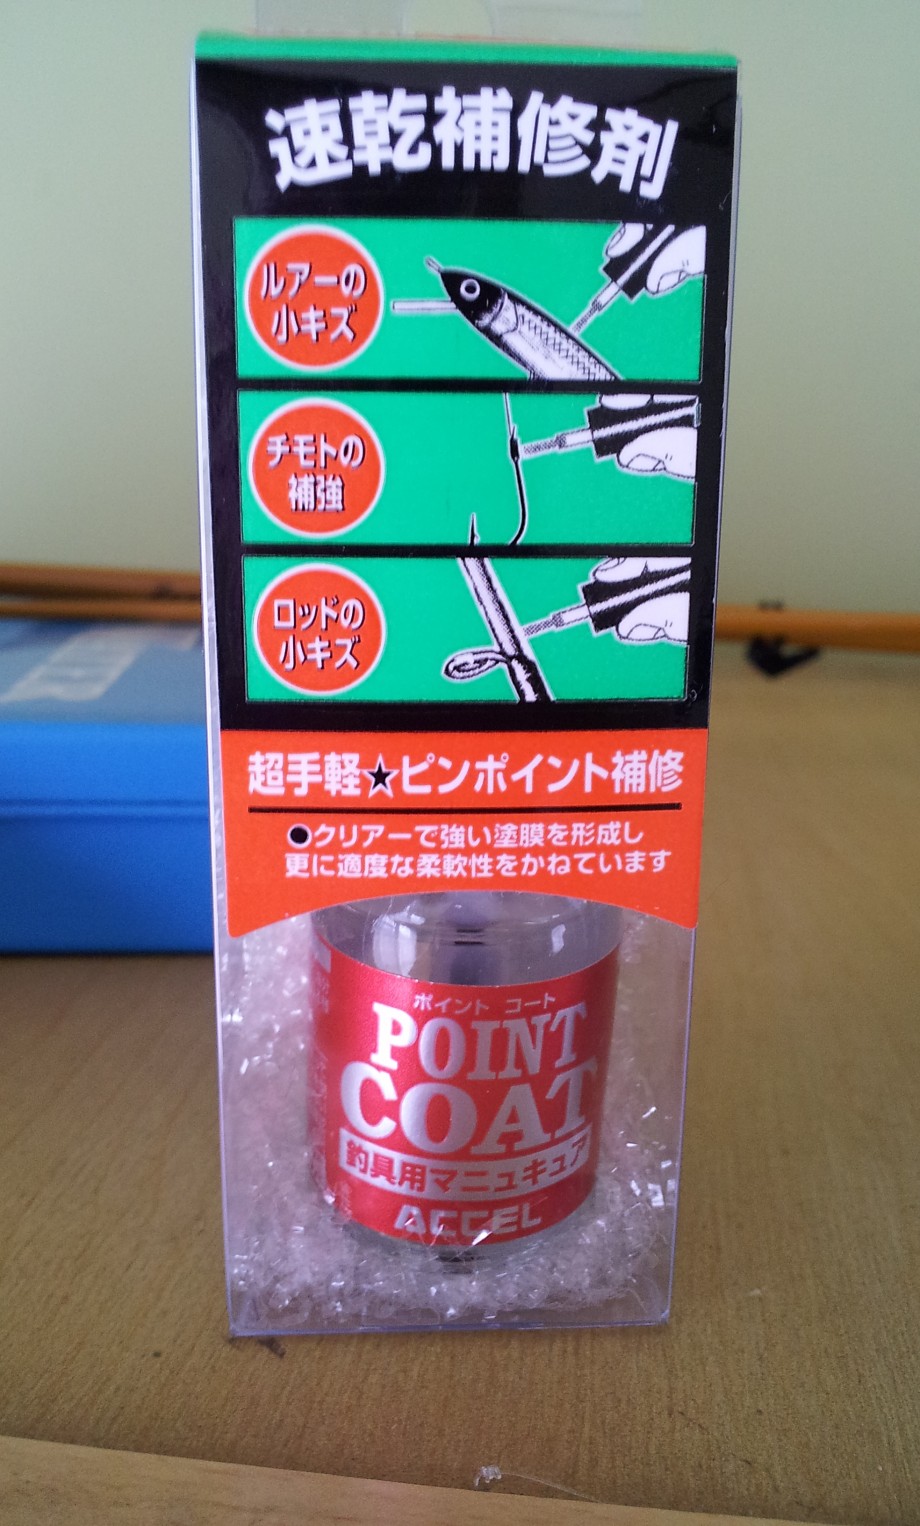 速乾補修剤
ルアーの
小キズ
チモトの
補強
ロッドの
小キズ
超手軽★ピンポイント補修
●クリアーで強い塗膜を形成し
更に適度な柔軟性をかねています
ポイント コート
POINT
COAT
釣具用マニュキュア
ACCEL